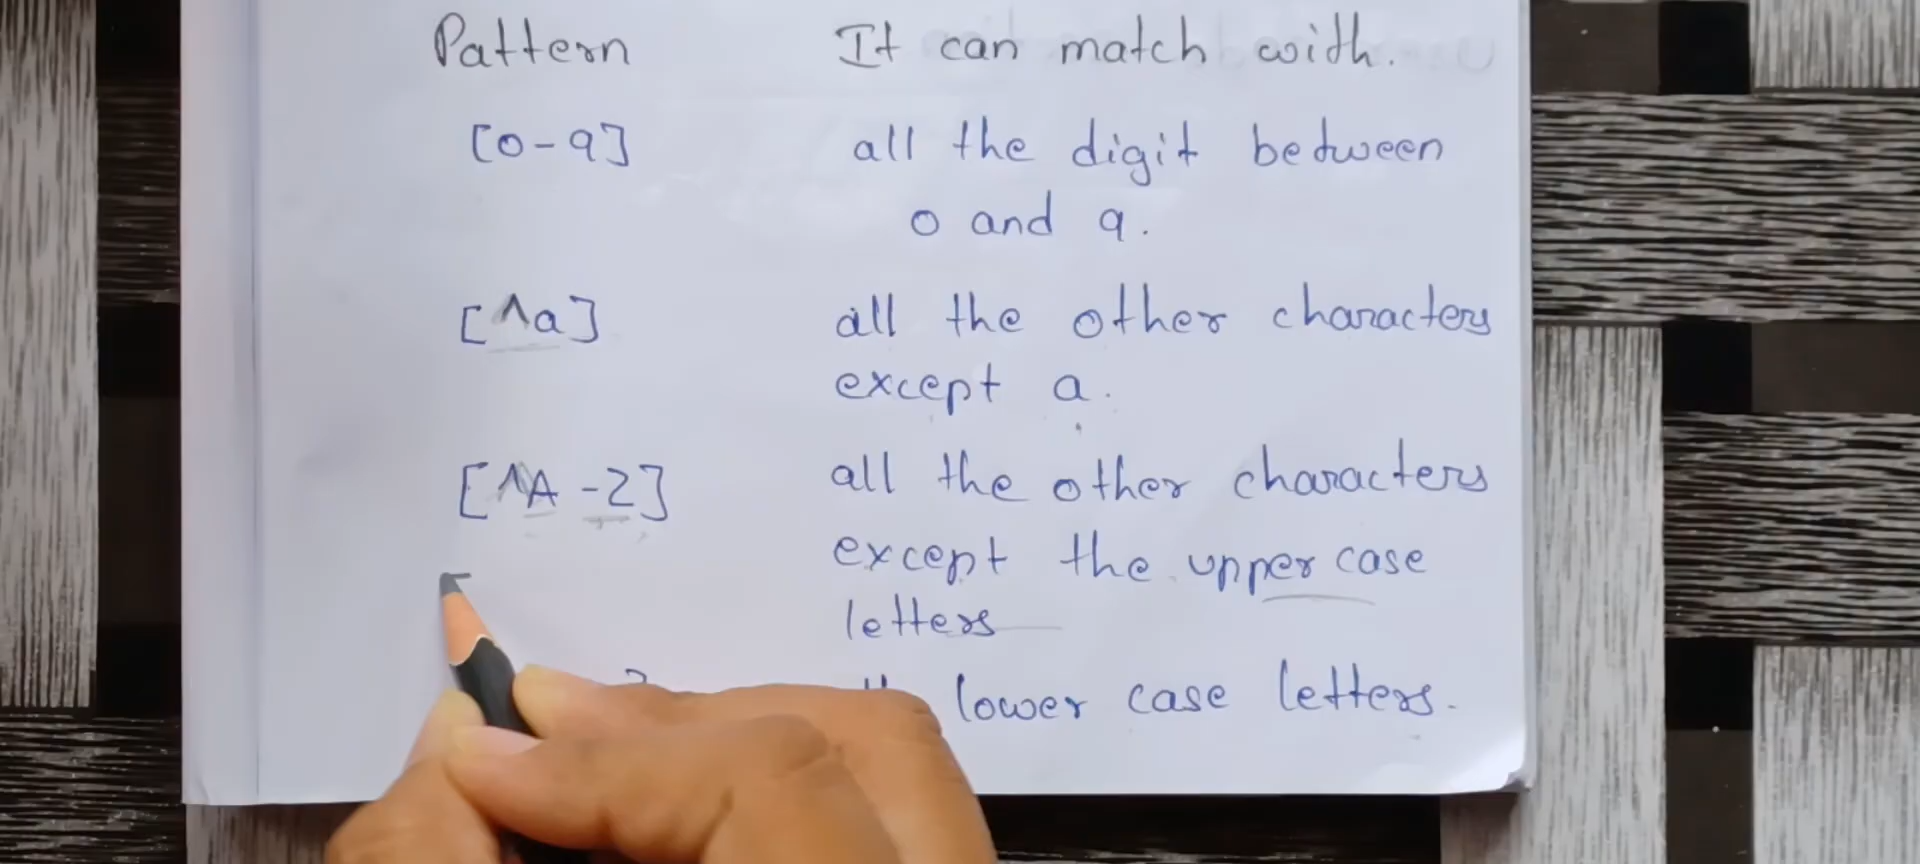 Pattern It can match with.
[0-9] all the digit between
0 and 9.
[^a] all the other characters
except a.
[^A-Z] all the other characters
except the upper case
letters
lower case letters.